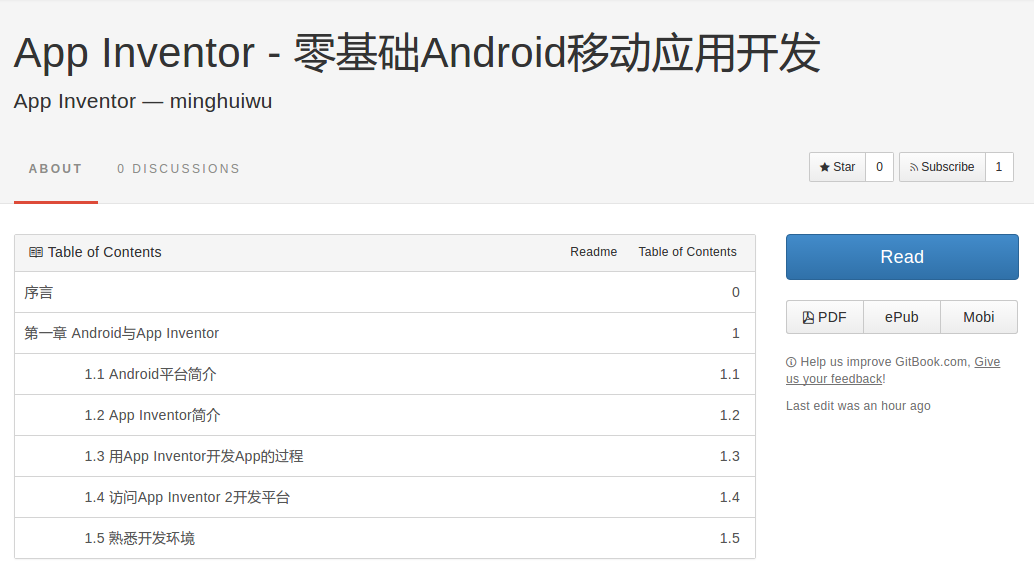 App Inventor - 零基础Android移动应用开发
App Inventor — minghuiwu
ABOUT 0 DISCUSSIONS
Star 0 Subscribe 1
Table of Contents Readme Table of Contents
序言 0
第一章 Android与App Inventor 1
1.1 Android平台简介 1.1
1.2 App Inventor简介 1.2
1.3 用App Inventor开发App的过程 1.3
1.4 访问App Inventor 2开发平台 1.4
1.5 熟悉开发环境 1.5
Read
PDF ePub Mobi
Help us improve GitBook.com, Give
us your feedback!
Last edit was an hour ago